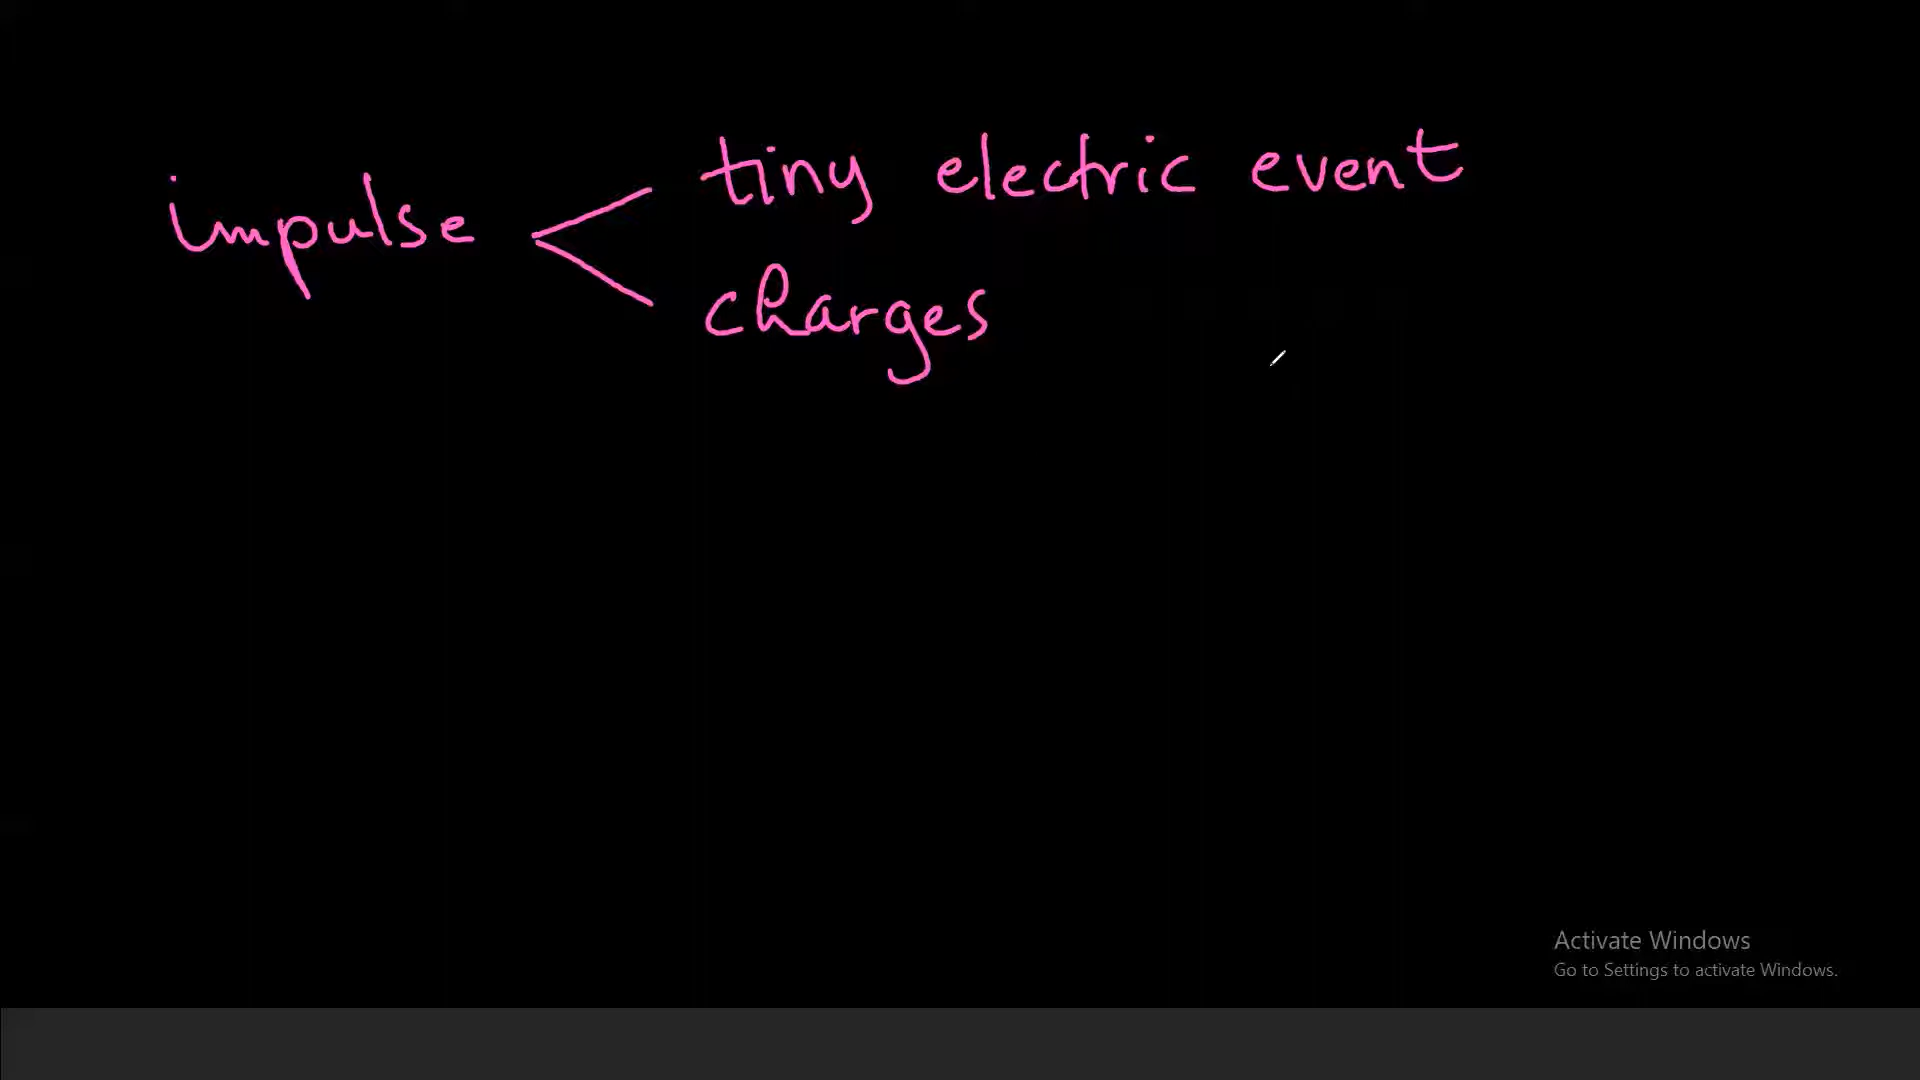 impulse
tiny electric event
charges
Activate Windows
Go to Settings to activate Windows.